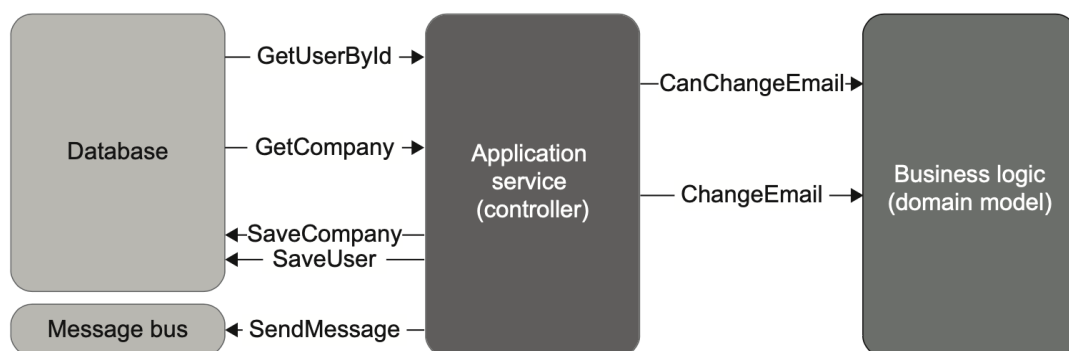 GetUserById
CanChangeEmail
Database
GetCompany
Application
service
(controller)
Business logic
(domain model)
ChangeEmail
SaveCompany
SaveUser
Message bus
SendMessage